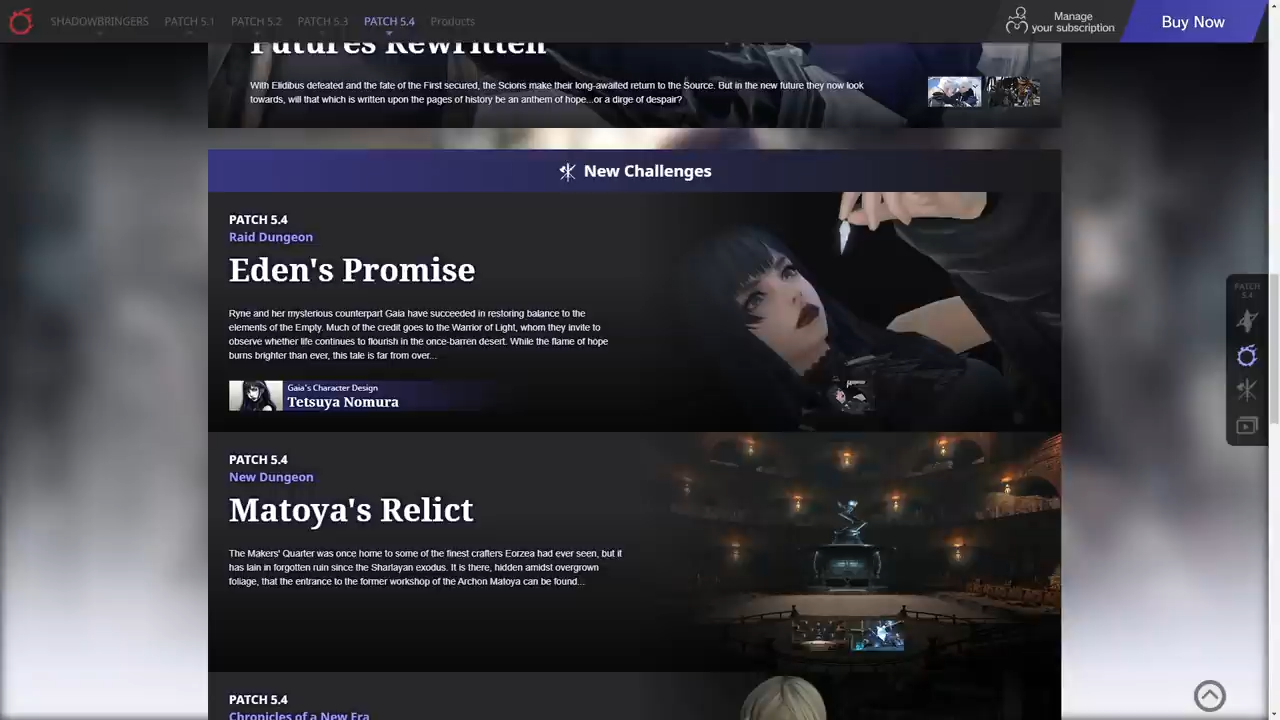 SHADOWBRINGERS PATCH 5.1 PATCH 5.2 PATCH 5.3 PATCH 5.4 Products
Manage
your subscription
Buy Now
Futures Rewritten
With Elidibus defeated and the fate of the First secured, the Scions make their long-awaited return to the Source. But in the new future they now look
towards, will that which is written upon the pages of history be an anthem of hope...or a dirge of despair?
New Challenges
PATCH 5.4
Raid Dungeon
Eden's Promise
Ryne and her mysterious counterpart Gaia have succeeded in restoring balance to the
elements of the Empty. Much of the credit goes to the Warrior of Light, whom they invite to
observe whether life continues to flourish in the once-barren desert. While the flame of hope
burns brighter than ever, this tale is far from over...
Gaia's Character Design
Tetsuya Nomura
PATCH
5.4
PATCH 5.4
New Dungeon
Matoya's Relict
The Makers' Quarter was once home to some of the finest crafters Eorzea had ever seen, but it
has lain in forgotten ruin since the Sharlayan exodus. It is there, hidden amidst overgrown
foliage, that the entrance to the former workshop of the Archon Matoya can be found...
PATCH 5.4
Chronicles of a New Era